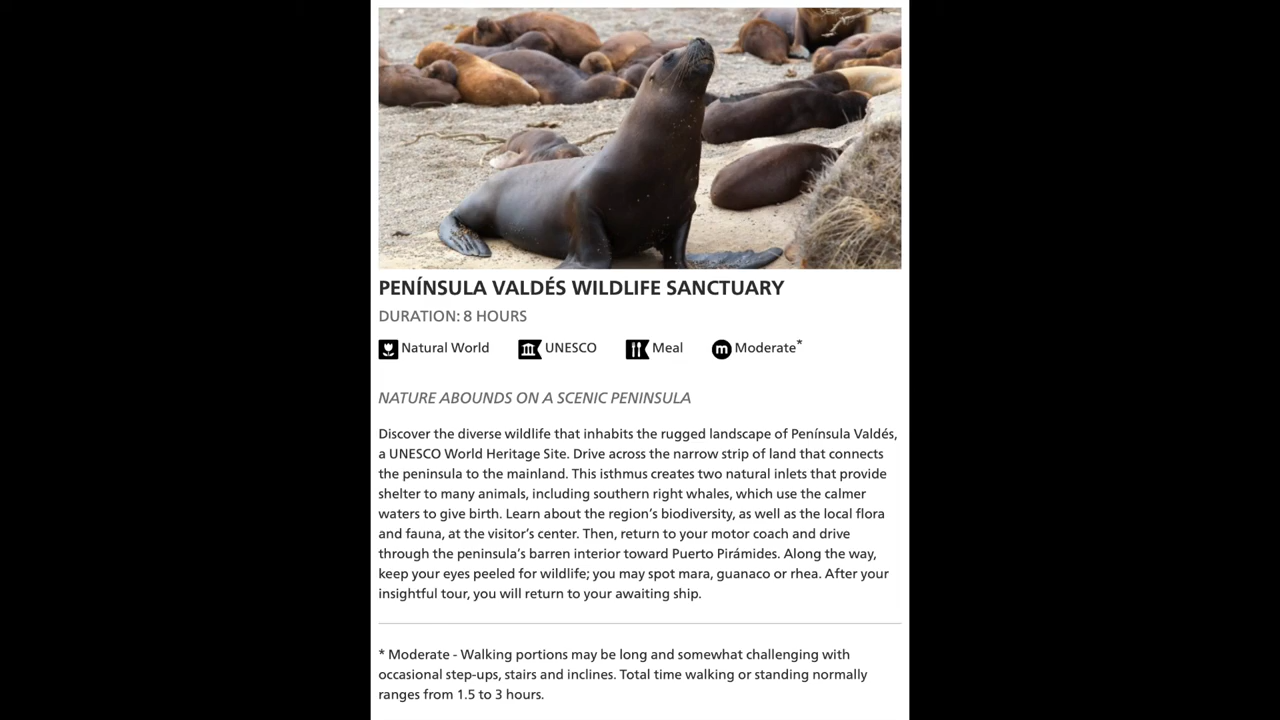 PENÍNSULA VALDÉS WILDLIFE SANCTUARY
DURATION: 8 HOURS
Natural World UNESCO Meal m Moderate*
NATURE ABOUNDS ON A SCENIC PENINSULA
Discover the diverse wildlife that inhabits the rugged landscape of Península Valdés,
a UNESCO World Heritage Site. Drive across the narrow strip of land that connects
the peninsula to the mainland. This isthmus creates two natural inlets that provide
shelter to many animals, including southern right whales, which use the calmer
waters to give birth. Learn about the region's biodiversity, as well as the local flora
and fauna, at the visitor's center. Then, return to your motor coach and drive
through the peninsula's barren interior toward Puerto Pirámides. Along the way,
keep your eyes peeled for wildlife; you may spot mara, guanaco or rhea. After your
insightful tour, you will return to your awaiting ship.
* Moderate - Walking portions may be long and somewhat challenging with
occasional step-ups, stairs and inclines. Total time walking or standing normally
ranges from 1.5 to 3 hours.